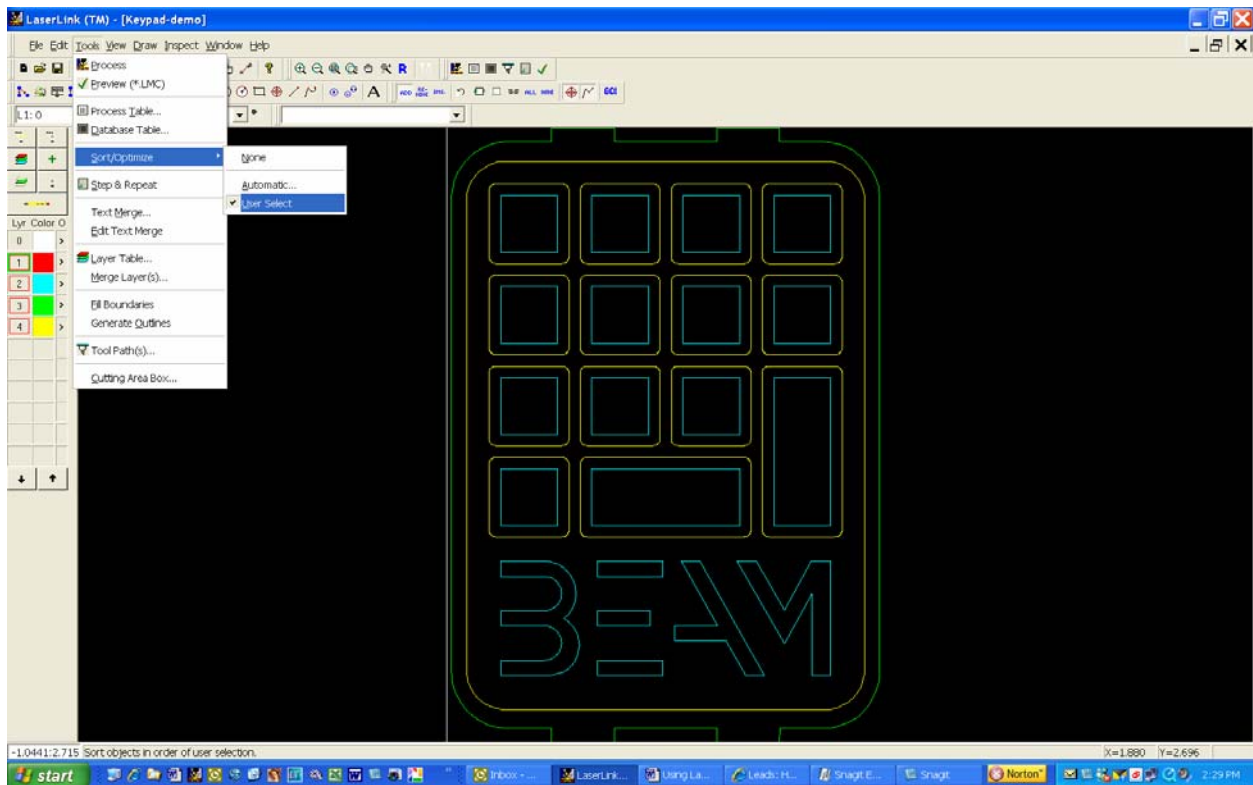 LaserLink (TM) - [Keypad-demo]
File Edit Tools View Draw Inspect Window Help
Process
Preview (*.LMC)
Process Table...
Database Table...
Sort/Optimize
None
Automatic...
User Select
Step & Repeat
Text Merge...
Edit Text Merge
Layer Table...
Merge Layer(s)...
Fill Boundaries
Generate Outlines
Tool Path(s)...
Cutting Area Box...
R
A
GCI
L1: 0
Lyr Color O
0
1
2
3
4
BEAM
-1.0441:2.715 Sort objects in order of user selection.
X=1.880 Y=2.696
start
Inbox - ...
LaserLink...
Using La...
Leads: H...
SnagIt E...
SnagIt
Norton™
2:29 PM